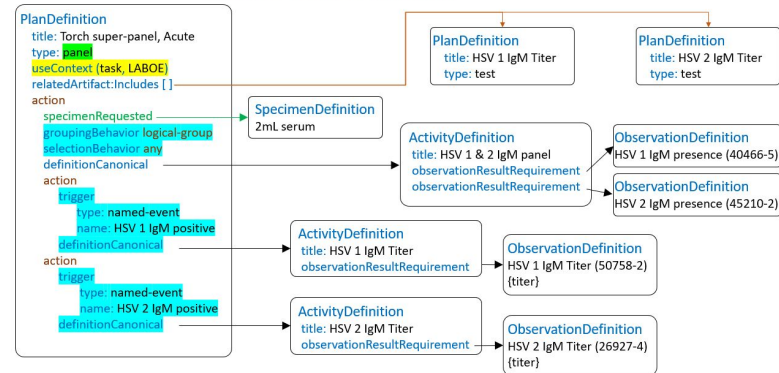 PlanDefinition
title: Torch super-panel, Acute
type: panel
useContext (task, LABOE)
relatedArtifact:Includes [ ]
action
specimenRequested
groupingBehavior logical-group
selectionBehavior any
definitionCanonical
action
trigger
type: named-event
name: HSV 1 IgM positive
definitionCanonical
action
trigger
type: named-event
name: HSV 2 IgM positive
definitionCanonical
PlanDefinition
title: HSV 1 IgM Titer
type: test
PlanDefinition
title: HSV 2 IgM Titer
type: test
SpecimenDefinition
2mL serum
ActivityDefinition
title: HSV 1 & 2 IgM panel
observationResultRequirement
observationResultRequirement
ObservationDefinition
HSV 1 IgM presence (40466-5)
ObservationDefinition
HSV 2 IgM presence (45210-2)
ActivityDefinition
title: HSV 1 IgM Titer
observationResultRequirement
ObservationDefinition
HSV 1 IgM Titer (50758-2)
{titer}
ActivityDefinition
title: HSV 2 IgM Titer
observationResultRequirement
ObservationDefinition
HSV 2 IgM Titer (26927-4)
{titer}